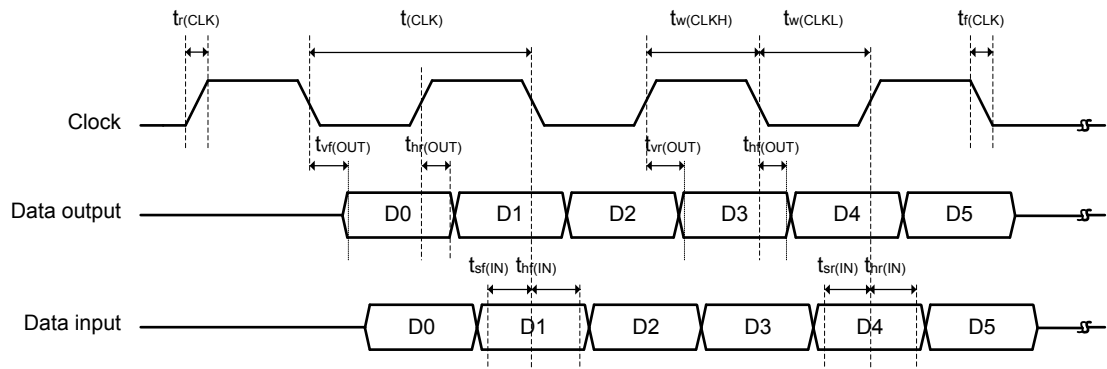 tr(CLK) t(CLK) tw(CLKH) tw(CLKL) tf(CLK)
Clock
tvf(OUT) thr(OUT) tvr(OUT) thf(OUT)
Data output D0 D1 D2 D3 D4 D5
tsf(IN) thf(IN) tsr(IN) thr(IN)
Data input D0 D1 D2 D3 D4 D5